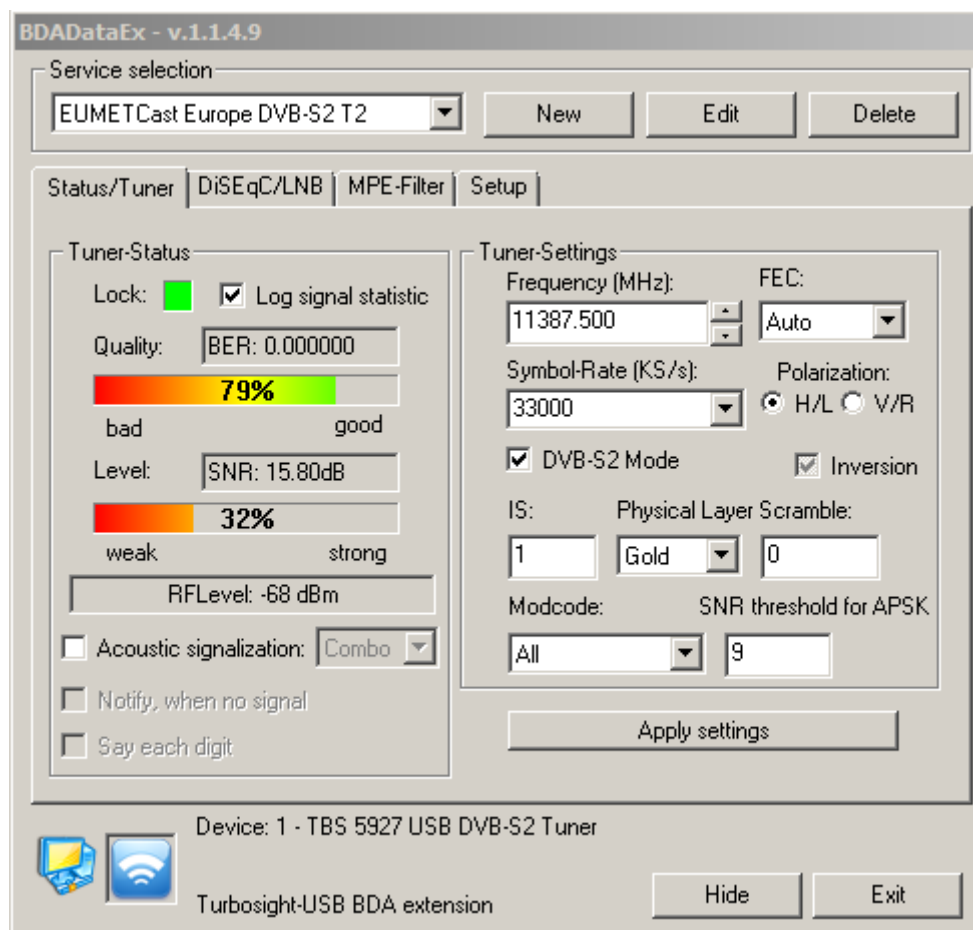 BDADataEx - v.1.1.4.9
Service selection
EUMETCast Europe DVB-S2 T2
New
Edit
Delete
Status/Tuner
DiSEqC/LNB
MPE-Filter
Setup
Tuner-Status
Lock:
Log signal statistic
Quality:
BER: 0.000000
79%
bad
good
Level:
SNR: 15.80dB
32%
weak
strong
RFLevel: -68 dBm
Acoustic signalization:
Combo
Notify, when no signal
Say each digit
Tuner-Settings
Frequency (MHz):
FEC:
11387.500
Auto
Symbol-Rate (KS/s):
Polarization:
33000
H/L
V/R
DVB-S2 Mode
Inversion
IS:
Physical Layer Scramble:
1
Gold
0
Modcode:
SNR threshold for APSK
All
9
Apply settings
Device: 1 - TBS 5927 USB DVB-S2 Tuner
Turbosight-USB BDA extension
Hide
Exit